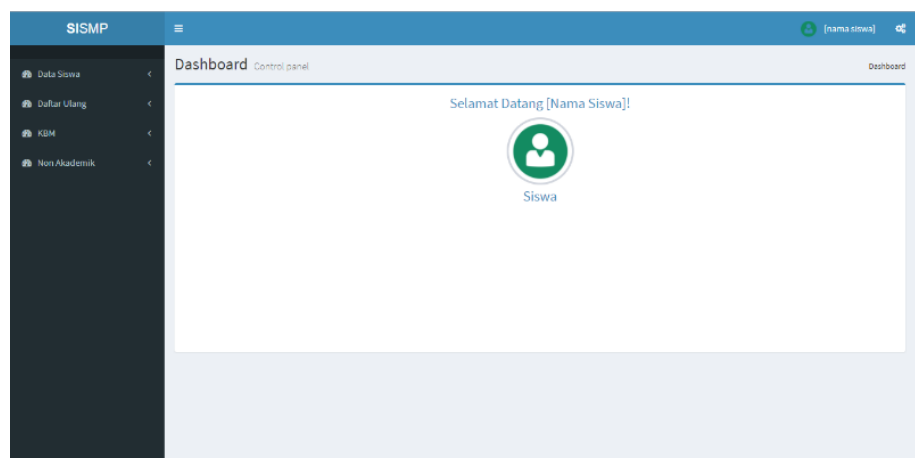 SISMP
[nama siswa]
Dashboard Control panel
Dashboard
Data Siswa
Daftar Ulang
KBM
Non Akademik
Selamat Datang [Nama Siswa]!
Siswa